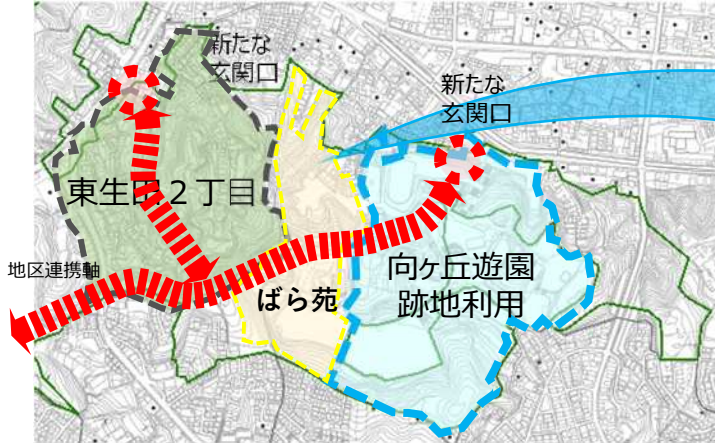 新たな
玄関口
新たな
玄関口
東生田２丁目
地区連携軸
ばら苑
向ヶ丘遊園
跡地利用